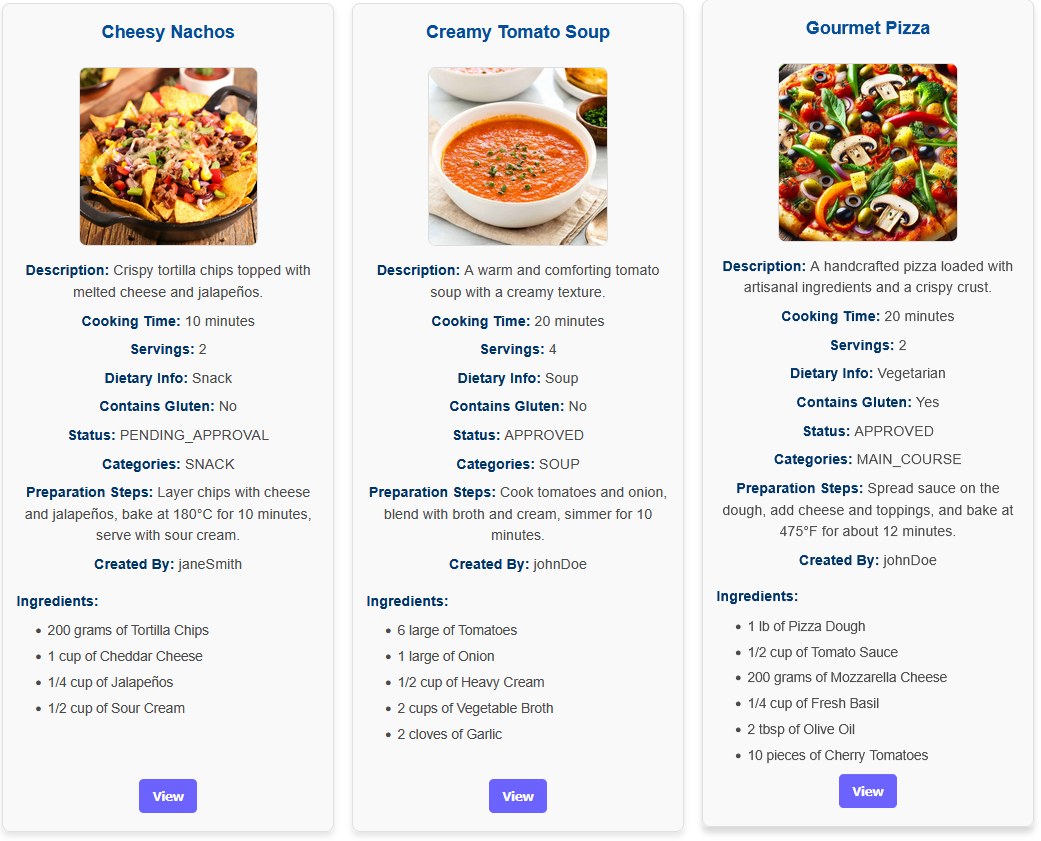 Cheesy Nachos
Description: Crispy tortilla chips topped with
melted cheese and jalapeños.
Cooking Time: 10 minutes
Servings: 2
Dietary Info: Snack
Contains Gluten: No
Status: PENDING_APPROVAL
Categories: SNACK
Preparation Steps: Layer chips with cheese
and jalapeños, bake at 180°C for 10 minutes,
serve with sour cream.
Created By: janeSmith
Ingredients:
• 200 grams of Tortilla Chips
• 1 cup of Cheddar Cheese
• 1/4 cup of Jalapeños
• 1/2 cup of Sour Cream
View
Creamy Tomato Soup
Description: A warm and comforting tomato
soup with a creamy texture.
Cooking Time: 20 minutes
Servings: 4
Dietary Info: Soup
Contains Gluten: No
Status: APPROVED
Categories: SOUP
Preparation Steps: Cook tomatoes and onion,
blend with broth and cream, simmer for 10
minutes.
Created By: johnDoe
Ingredients:
• 6 large of Tomatoes
• 1 large of Onion
• 1/2 cup of Heavy Cream
• 2 cups of Vegetable Broth
• 2 cloves of Garlic
View
Gourmet Pizza
Description: A handcrafted pizza loaded with
artisanal ingredients and a crispy crust.
Cooking Time: 20 minutes
Servings: 2
Dietary Info: Vegetarian
Contains Gluten: Yes
Status: APPROVED
Categories: MAIN_COURSE
Preparation Steps: Spread sauce on the
dough, add cheese and toppings, and bake at
475°F for about 12 minutes.
Created By: johnDoe
Ingredients:
• 1 lb of Pizza Dough
• 1/2 cup of Tomato Sauce
• 200 grams of Mozzarella Cheese
• 1/4 cup of Fresh Basil
• 2 tbsp of Olive Oil
• 10 pieces of Cherry Tomatoes
View